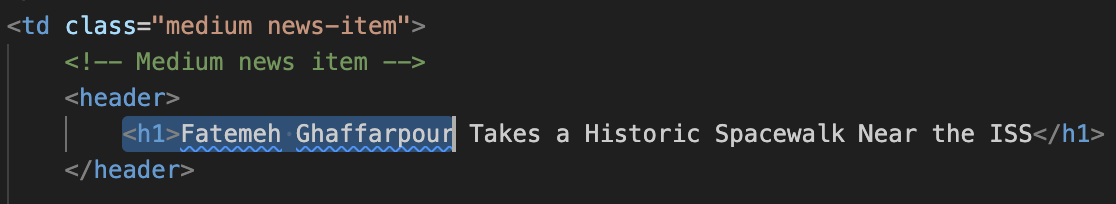 <td class="medium news-item">
<!-- Medium news item -->
<header>
<h1>Fatemeh Ghaffarpour Takes a Historic Spacewalk Near the ISS</h1>
</header>